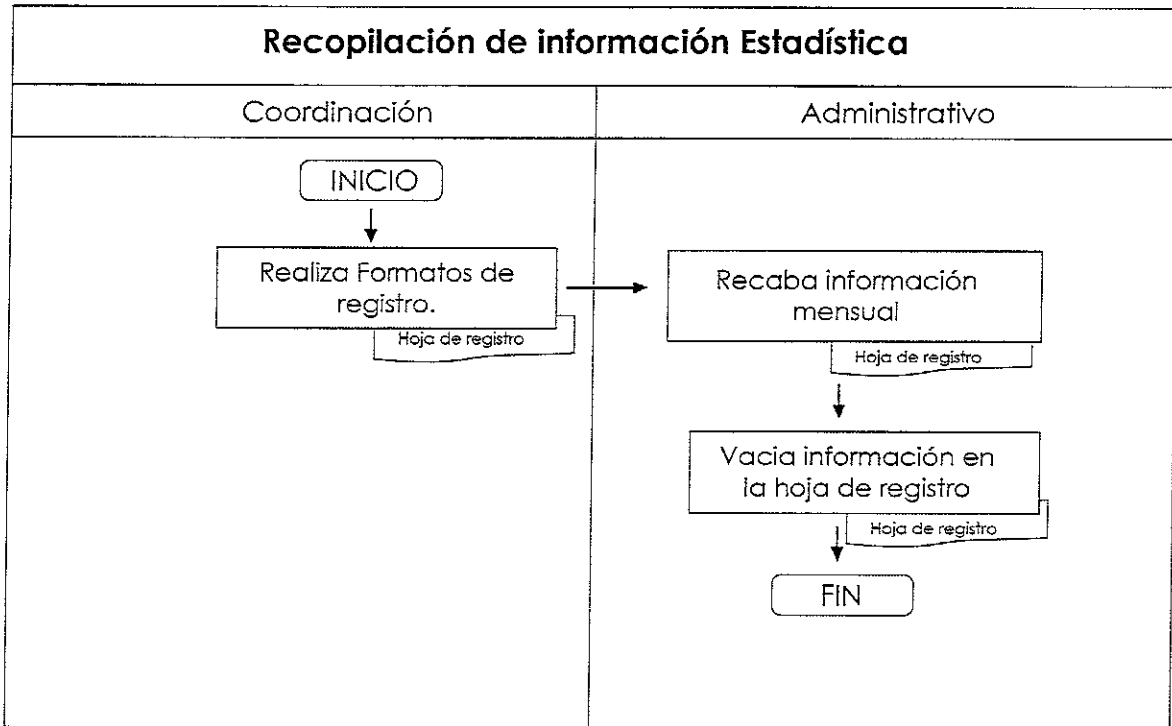 Recopilación de información Estadística
Coordinación
Administrativo
INICIO
Realiza Formatos de
registro.
Hoja de registro
Recaba información
mensual
Hoja de registro
Vacia información en
la hoja de registro
Hoja de registro
FIN